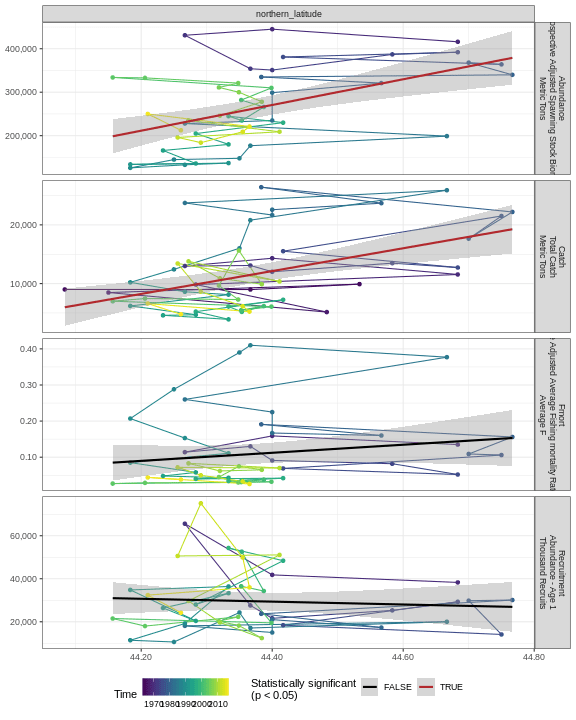 northern_latitude
400,000
300,000
200,000
Abundance
Adjusted Spawning Stock
Metric Tons
20,000
10,000
Catch
Total Catch
Metric Tons
0.40
0.30
0.20
0.10
Fmort
Adjusted Average Fishing mortality
Average F
60,000
40,000
20,000
Recruitment
Abundance - Age 1
Thousand Recruits
44.20
44.40
44.60
44.80
Time
1970 1980 1990 2000 2010
Statistically significant
(p < 0.05)
FALSE
TRUE